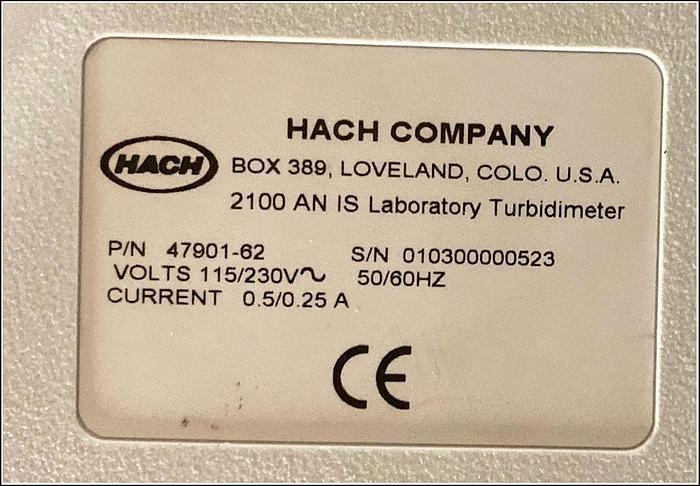 HACH COMPANY
HACH
BOX 389, LOVELAND, COLO. U.S.A.
2100 AN IS Laboratory Turbidimeter
P/N 47901-62 S/N 010300000523
VOLTS 115/230V~ 50/60HZ
CURRENT 0.5/0.25 A
CE